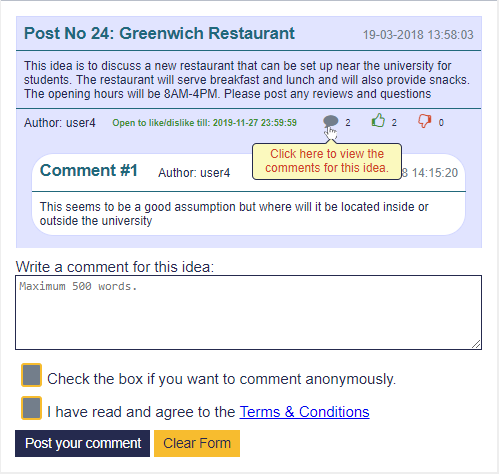 Post No 24: Greenwich Restaurant 19-03-2018 13:58:03
This idea is to discuss a new restaurant that can be set up near the university for
students. The restaurant will serve breakfast and lunch and will also provide snacks.
The opening hours will be 8AM-4PM. Please post any reviews and questions
Author: user4 Open to like/dislike till: 2019-11-27 23:59:59 2 2 0
Click here to view the
comments for this idea.
Comment #1 Author: user4 8 14:15:20
This seems to be a good assumption but where will it be located inside or
outside the university
Write a comment for this idea:
Maximum 500 words.
Check the box if you want to comment anonymously.
I have read and agree to the Terms & Conditions
Post your comment Clear Form